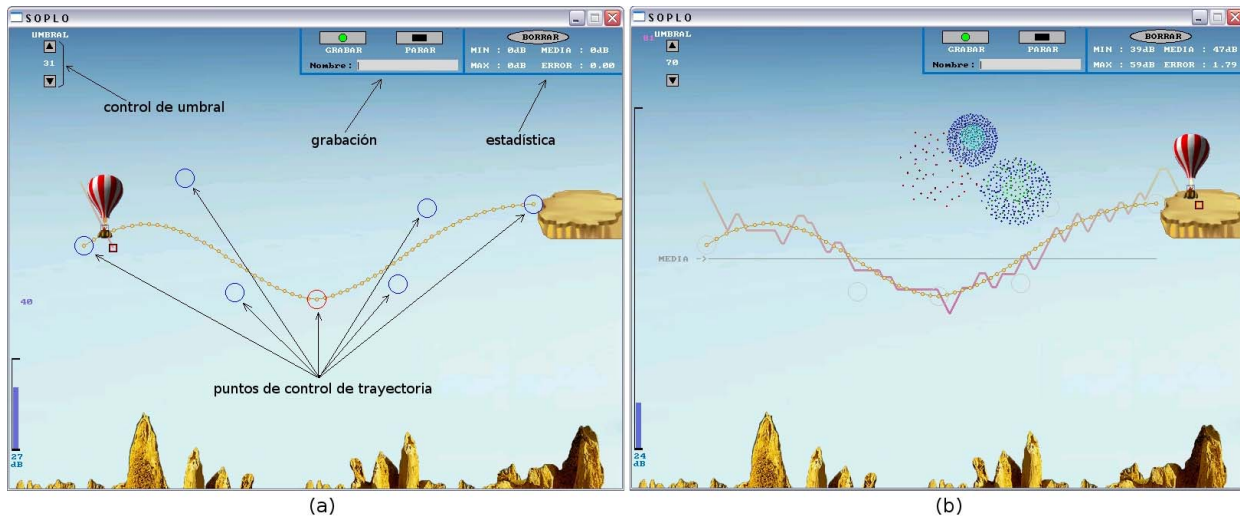 SOPLO
UMBRAL
31
GRABAR
PARAR
Nombre:
BORRAR
MIN : 0dB MEDIA : 0dB
MAX : 0dB ERROR : 0.00
control de umbral
grabación
estadística
40
puntos de control de trayectoria
27
dB
(a)
SOPLO
81
UMBRAL
70
GRABAR
PARAR
Nombre:
BORRAR
MIN : 39dB MEDIA : 47dB
MAX : 59dB ERROR : 1.79
MEDIA ->
24
dB
(b)